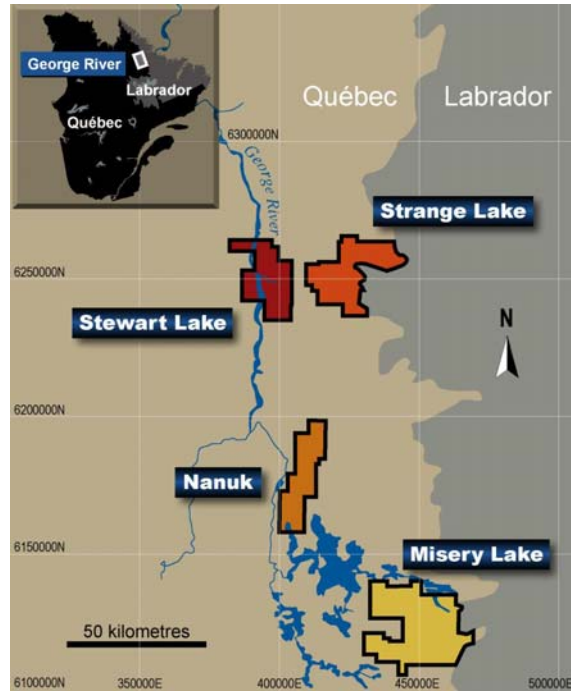 George River
Labrador
Québec
Québec
Labrador
6300000N
George River
Strange Lake
6250000N
Stewart Lake
N
6200000N
Nanuk
6150000N
Misery Lake
50 kilometres
6100000N
350000E
400000E
450000E
500000E